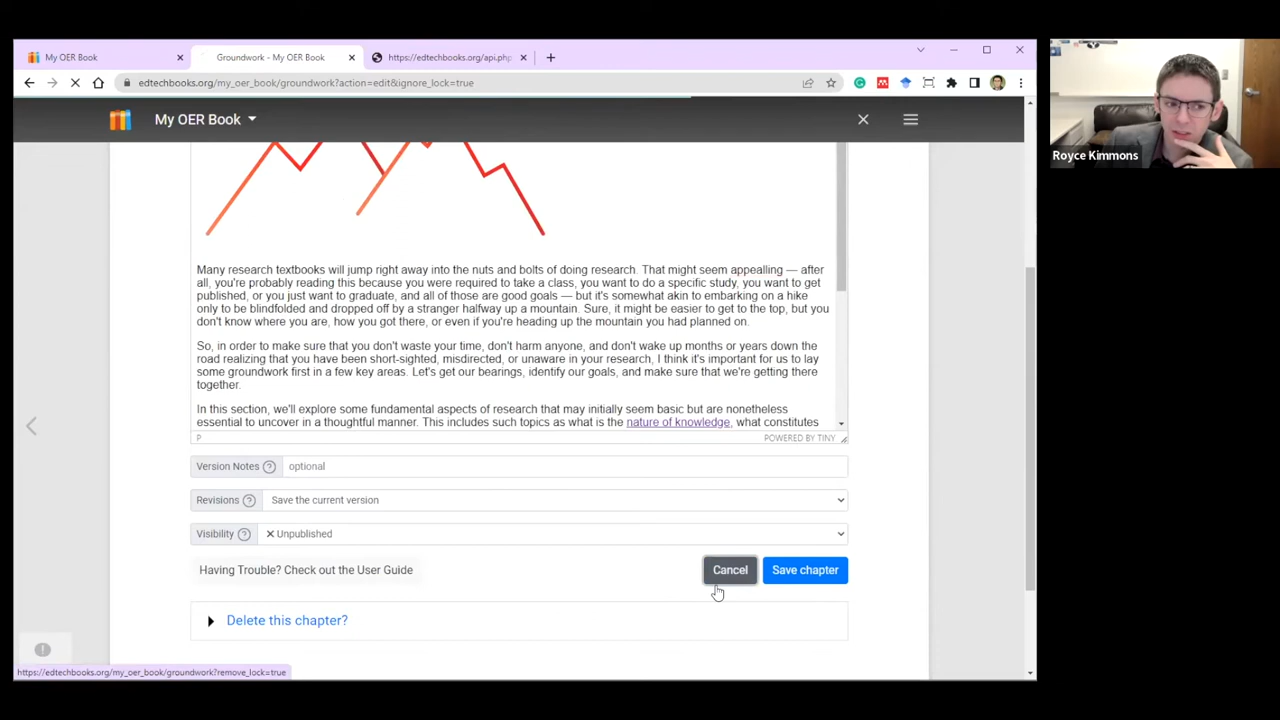 My OER Book
Groundwork - My OER Book
https://edtechbooks.org/api.php
edtechbooks.org/my_oer_book/groundwork?action=edit&ignore_lock=true
My OER Book
Royce Kimmons
Many research textbooks will jump right away into the nuts and bolts of doing research. That might seem appealling — after
all, you're probably reading this because you were required to take a class, you want to do a specific study, you want to get
published, or you just want to graduate, and all of those are good goals — but it's somewhat akin to embarking on a hike
only to be blindfolded and dropped off by a stranger halfway up a mountain. Sure, it might be easier to get to the top, but you
don't know where you are, how you got there, or even if you're heading up the mountain you had planned on.
So, in order to make sure that you don't waste your time, don't harm anyone, and don't wake up months or years down the
road realizing that you have been short-sighted, misdirected, or unaware in your research, I think it's important for us to lay
some groundwork first in a few key areas. Let's get our bearings, identify our goals, and make sure that we're getting there
together.
In this section, we'll explore some fundamental aspects of research that may initially seem basic but are nonetheless
essential to uncover in a thoughtful manner. This includes such topics as what is the nature of knowledge, what constitutes
P POWERED BY TINY
Version Notes ? optional
Revisions ? Save the current version
Visibility ? × Unpublished
Having Trouble? Check out the User Guide Cancel Save chapter
Delete this chapter?
https://edtechbooks.org/my_oer_book/groundwork?remove_lock=true